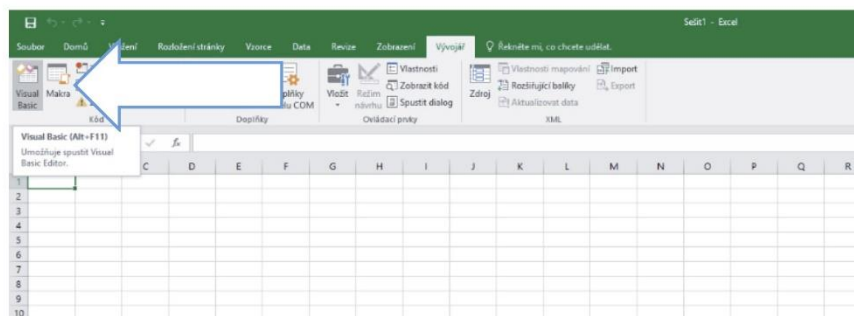 Sešit1 - Excel
Soubor Domů Rozložení stránky Vzorce Data Revize Zobrazení Vývojář Řekněte mi, co chcete udělat.
Visual Basic Makra Vložit Režim návrhu Vlastnosti Zobrazit kód Spustit dialog Zdroj Vlastnosti mapování Rozšiřující balíky Aktualizovat data Import Export
Kód Doplňky Ovládací prvky XML
Visual Basic (Alt+F11)
Umožňuje spustit Visual
Basic Editor.
fx
C D E F G H I J K L M N O P Q R
1
2
3
4
5
6
7
8
9
10